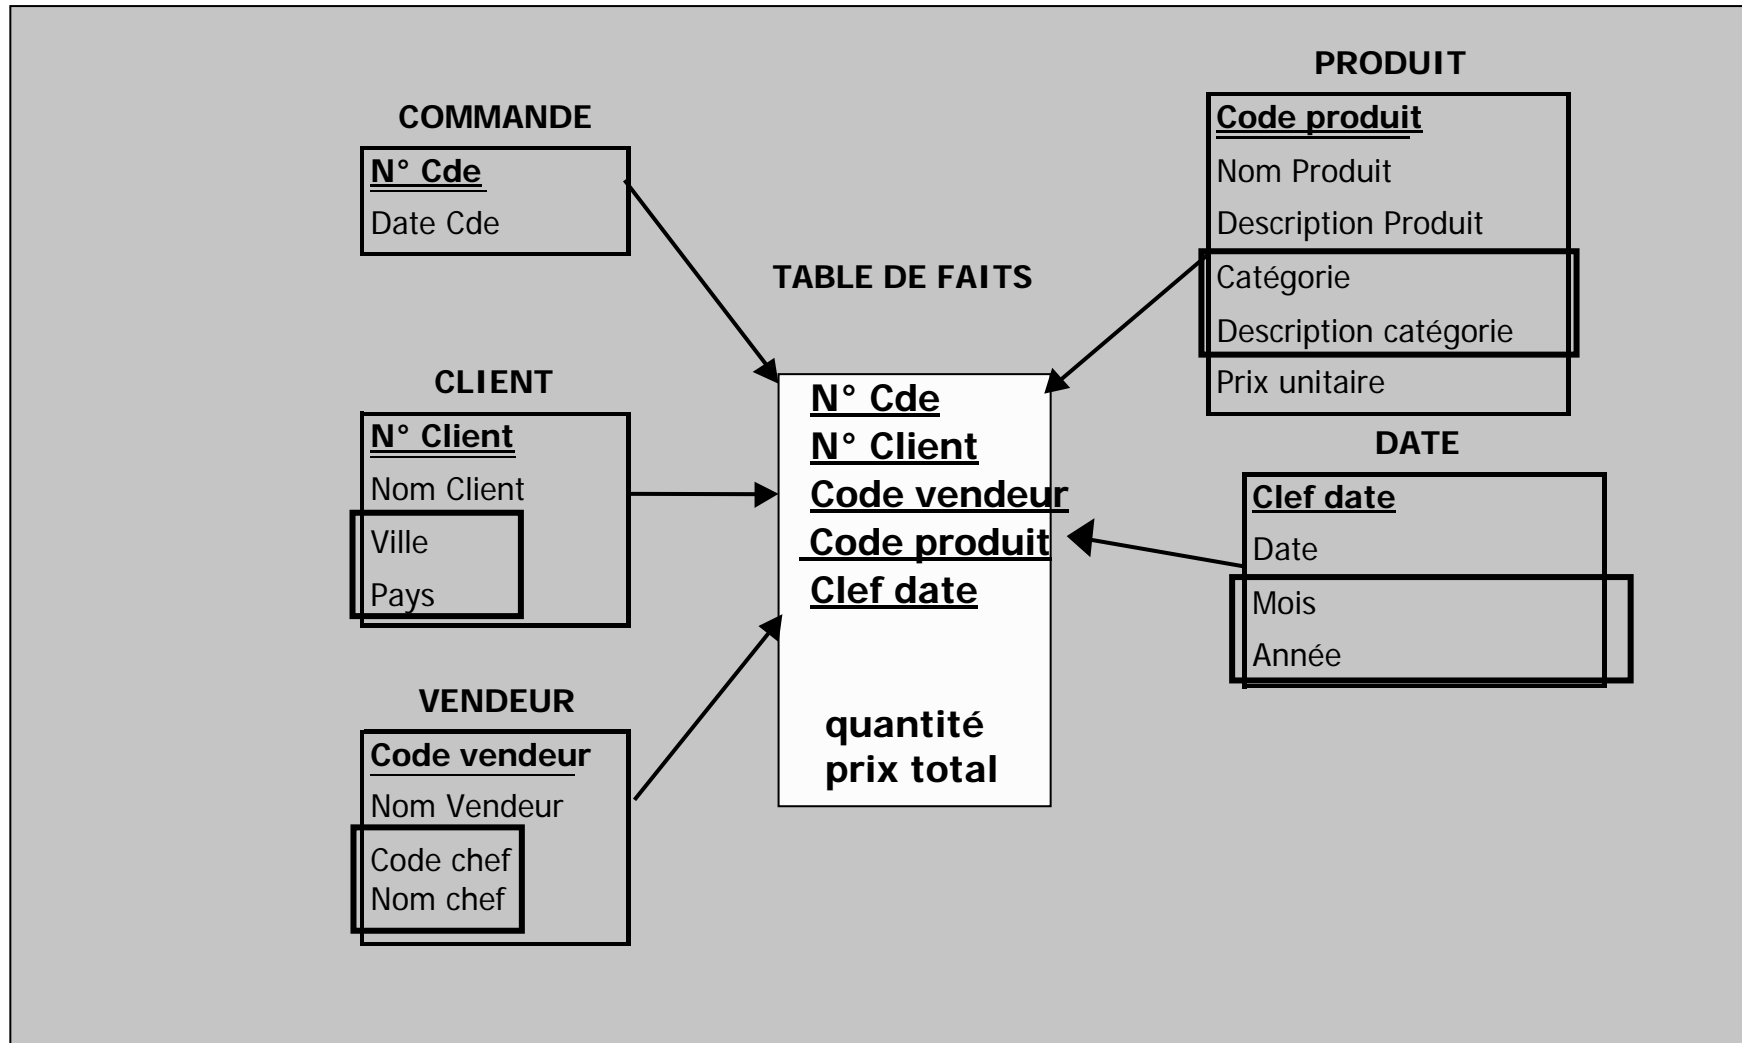 COMMANDE
N° Cde
Date Cde
CLIENT
N° Client
Nom Client
Ville
Pays
VENDEUR
Code vendeur
Nom Vendeur
Code chef
Nom chef
TABLE DE FAITS
N° Cde
N° Client
Code vendeur
Code produit
Clef date
quantité
prix total
PRODUIT
Code produit
Nom Produit
Description Produit
Catégorie
Description catégorie
Prix unitaire
DATE
Clef date
Date
Mois
Année